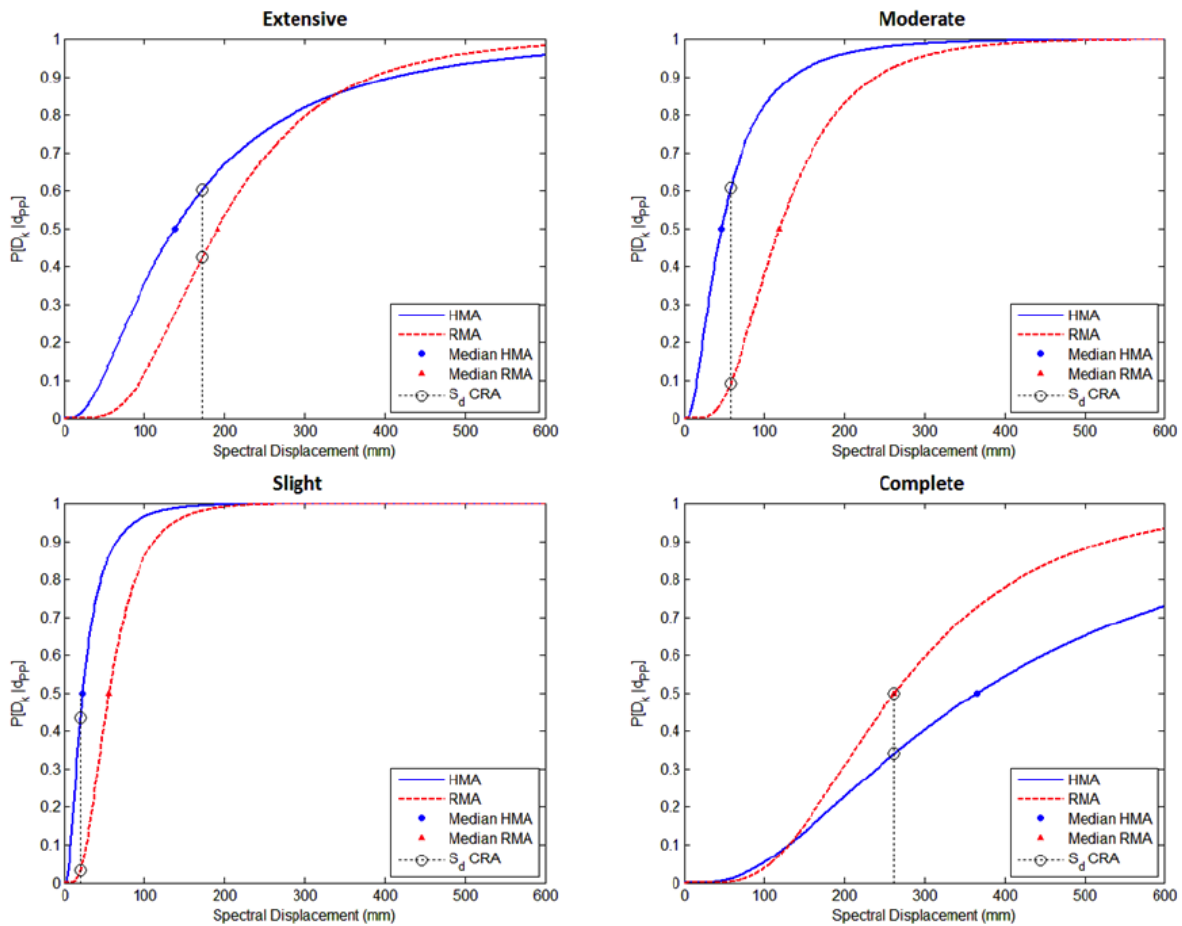 Extensive
1
0.9
0.8
0.7
0.6
0.5
0.4
0.3
0.2
0.1
0
P[D_k |d_PP]
0 100 200 300 400 500 600
Spectral Displacement (mm)
HMA
RMA
Median HMA
Median RMA
S_d CRA
Moderate
1
0.9
0.8
0.7
0.6
0.5
0.4
0.3
0.2
0.1
0
P[D_k |d_PP]
0 100 200 300 400 500 600
Spectral Displacement (mm)
HMA
RMA
Median HMA
Median RMA
S_d CRA
Slight
1
0.9
0.8
0.7
0.6
0.5
0.4
0.3
0.2
0.1
0
P[D_k |d_PP]
0 100 200 300 400 500 600
Spectral Displacement (mm)
HMA
RMA
Median HMA
Median RMA
S_d CRA
Complete
1
0.9
0.8
0.7
0.6
0.5
0.4
0.3
0.2
0.1
0
P[D_k |d_PP]
0 100 200 300 400 500 600
Spectral Displacement (mm)
HMA
RMA
Median HMA
Median RMA
S_d CRA